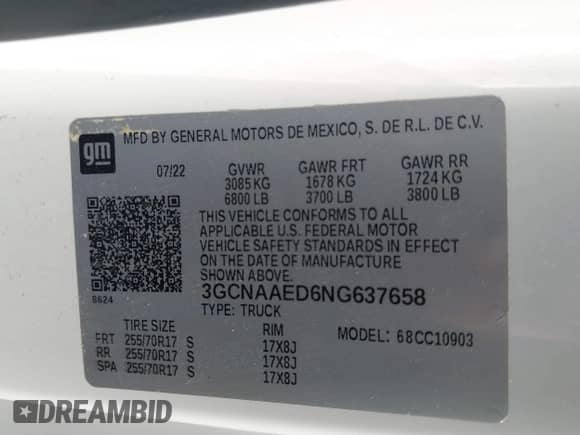 MFD BY GENERAL MOTORS DE MEXICO, S. DE R.L. DE C.V.
gm
07/22 GVWR GAWR FRT GAWR RR
3085 KG 1678 KG 1724 KG
6800 LB 3700 LB 3800 LB
THIS VEHICLE CONFORMS TO ALL
APPLICABLE U.S. FEDERAL MOTOR
VEHICLE SAFETY STANDARDS IN EFFECT
ON THE DATE OF MANUFACTURE
SHOWN ABOVE.
8624
3GCNAAED6NG637658
TYPE: TRUCK
TIRE SIZE RIM MODEL: 68CC10903
FRT 255/70R17 S 17X8J
RR 255/70R17 S 17X8J
SPA 255/70R17 S 17X8J
DREAMBID